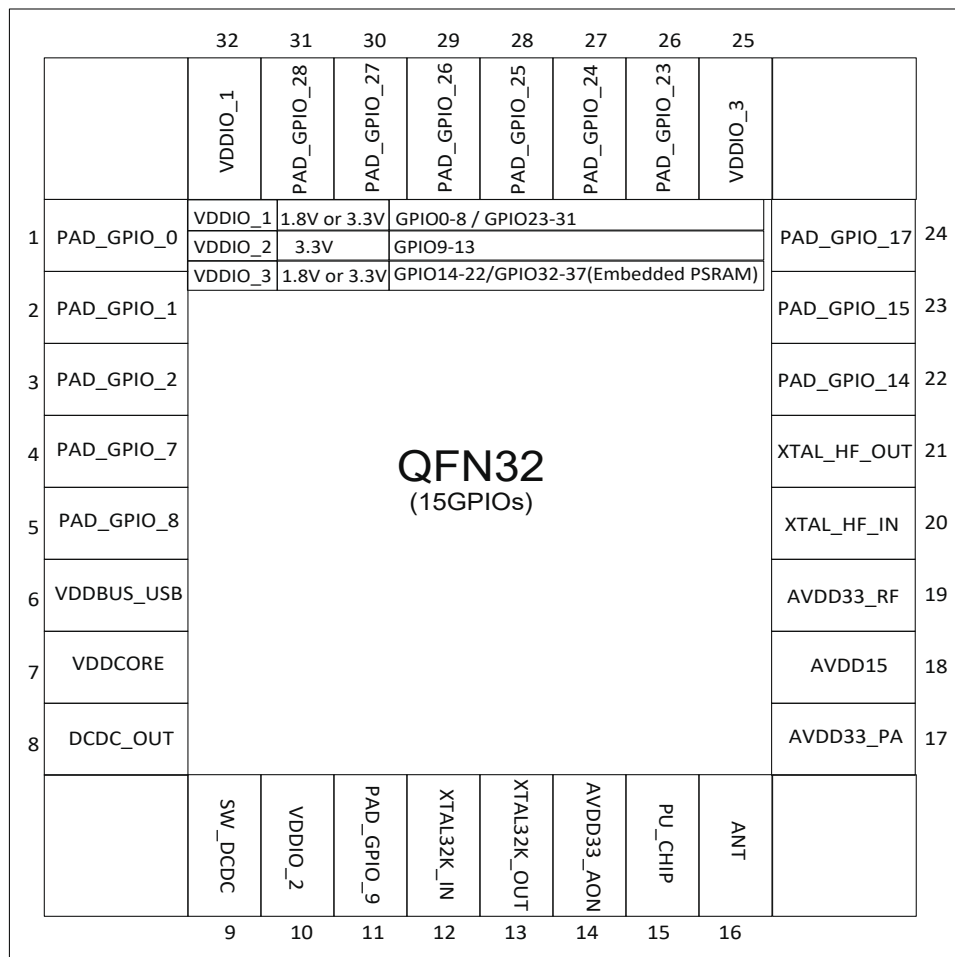 32 31 30 29 28 27 26 25
VDDIO_1
PAD_GPIO_28
PAD_GPIO_27
PAD_GPIO_26
PAD_GPIO_25
PAD_GPIO_24
PAD_GPIO_23
VDDIO_3
VDDIO_1 1.8V or 3.3V GPIO0-8 / GPIO23-31
VDDIO_2 3.3V GPIO9-13
VDDIO_3 1.8V or 3.3V GPIO14-22/GPIO32-37(Embedded PSRAM)
1 PAD_GPIO_0
2 PAD_GPIO_1
3 PAD_GPIO_2
4 PAD_GPIO_7
5 PAD_GPIO_8
6 VDDBUS_USB
7 VDDCORE
8 DCDC_OUT
QFN32
(15GPIOs)
PAD_GPIO_17 24
PAD_GPIO_15 23
PAD_GPIO_14 22
XTAL_HF_OUT 21
XTAL_HF_IN 20
AVDD33_RF 19
AVDD15 18
AVDD33_PA 17
SW_DCDC
VDDIO_2
PAD_GPIO_9
XTAL32K_IN
XTAL32K_OUT
AVDD33_AON
PU_CHIP
ANT
9 10 11 12 13 14 15 16